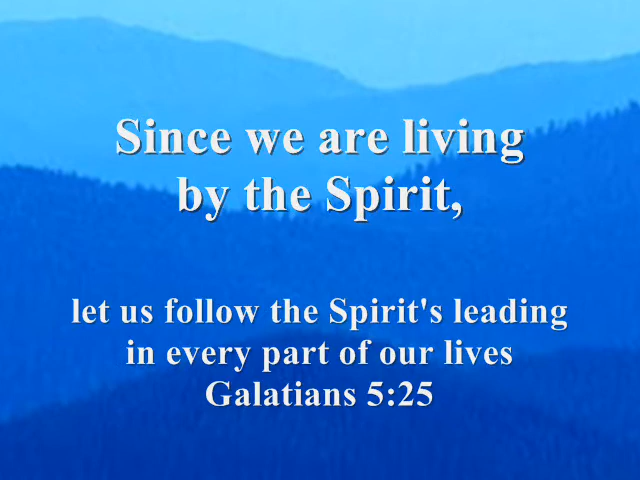 Since we are living
by the Spirit,
let us follow the Spirit's leading
in every part of our lives
Galatians 5:25